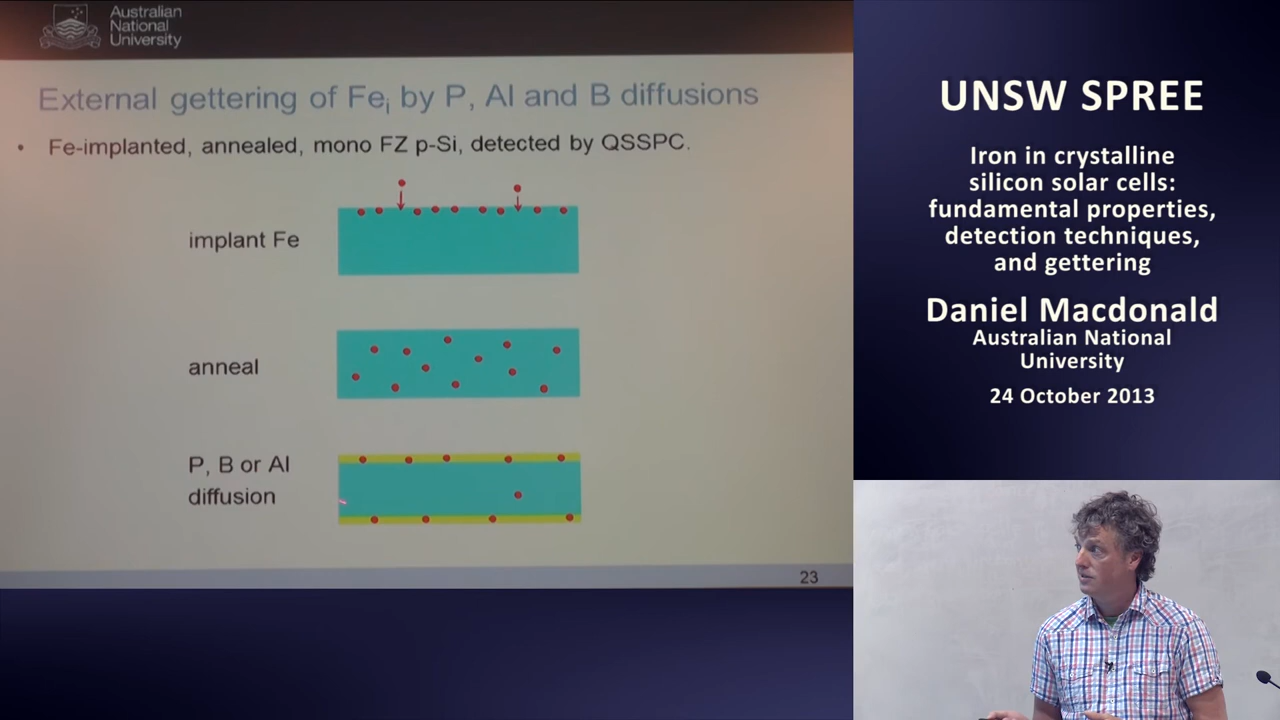 Australian
National
University
External gettering of Feᵢ by P, Al and B diffusions
• Fe-implanted, annealed, mono FZ p-Si, detected by QSSPC.
implant Fe
anneal
P, B or Al
diffusion
23
UNSW SPREE
Iron in crystalline
silicon solar cells:
fundamental properties,
detection techniques,
and gettering
Daniel Macdonald
Australian National
University
24 October 2013